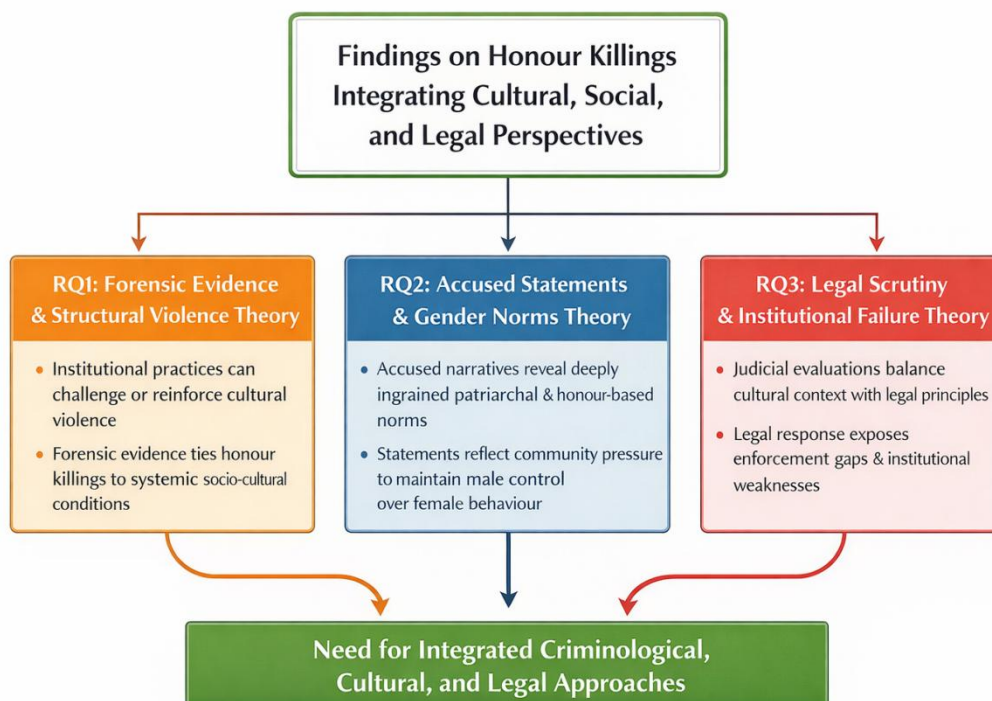 Findings on Honour Killings
Integrating Cultural, Social,
and Legal Perspectives
RQ1: Forensic Evidence
& Structural Violence Theory
• Institutional practices can
challenge or reinforce cultural
violence
• Forensic evidence ties honour
killings to systemic socio-cultural
conditions
RQ2: Accused Statements
& Gender Norms Theory
• Accused narratives reveal deeply
ingrained patriarchal & honour-based
norms
• Statements reflect community pressure
to maintain male control
over female behaviour
RQ3: Legal Scrutiny
& Institutional Failure Theory
• Judicial evaluations balance
cultural context with legal principles
• Legal response exposes
enforcement gaps & institutional
weaknesses
Need for Integrated Criminological,
Cultural, and Legal Approaches